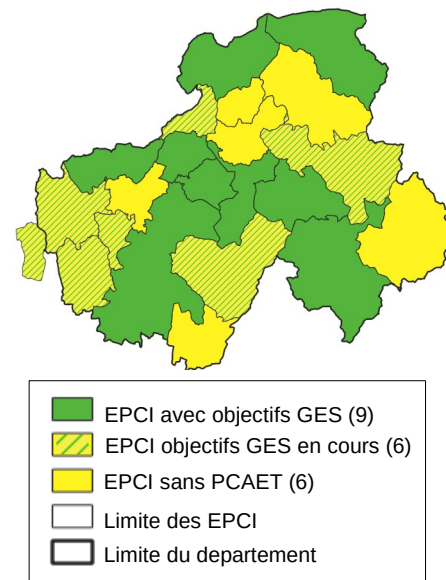 EPCI avec objectifs GES (9)
EPCI objectifs GES en cours (6)
EPCI sans PCAET (6)
Limite des EPCI
Limite du departement